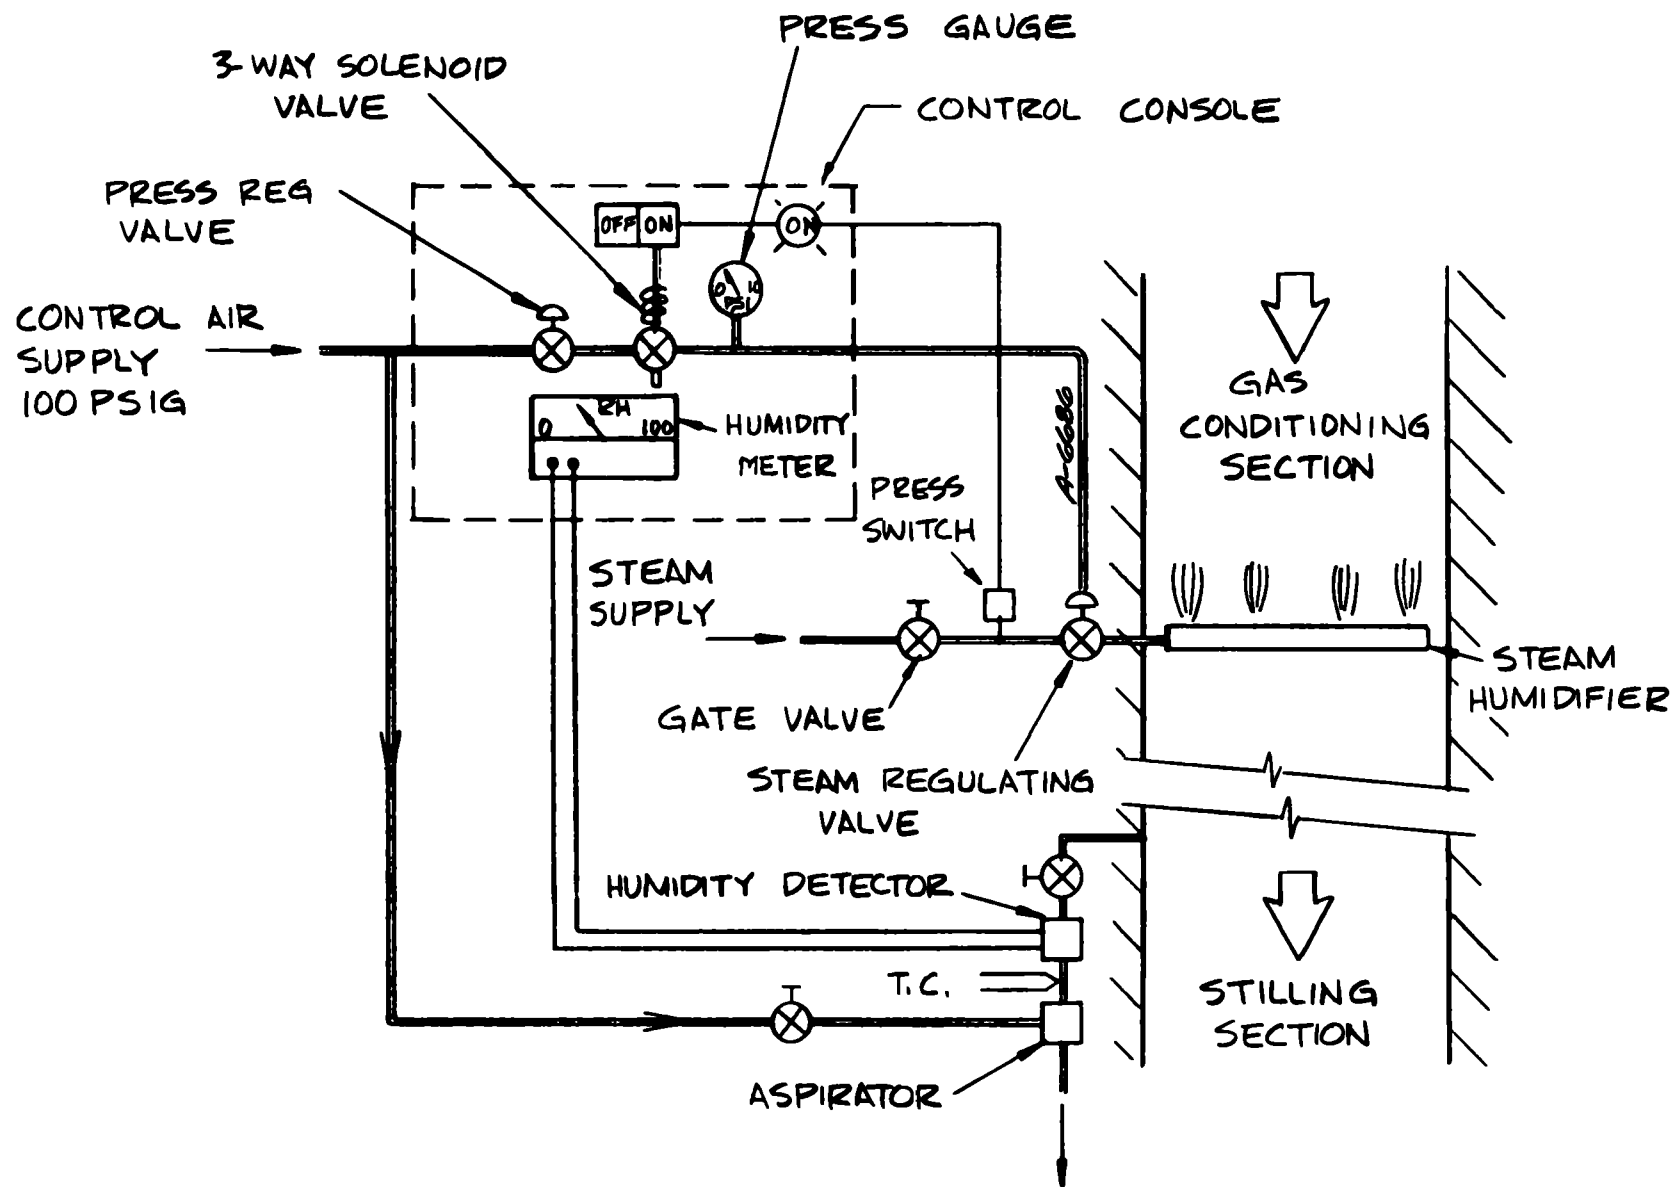 PRESS GAUGE
3-WAY SOLENOID
VALVE
CONTROL CONSOLE
PRESS REG
VALVE
OFF ON
ON
0 10
PSI
CONTROL AIR
SUPPLY
100 PSIG
RH
0 100
HUMIDITY
METER
A-6686
GAS
CONDITIONING
SECTION
PRESS
SWITCH
STEAM
SUPPLY
STEAM
HUMIDIFIER
GATE VALVE
STEAM REGULATING
VALVE
HUMIDITY DETECTOR
T.C.
STILLING
SECTION
ASPIRATOR